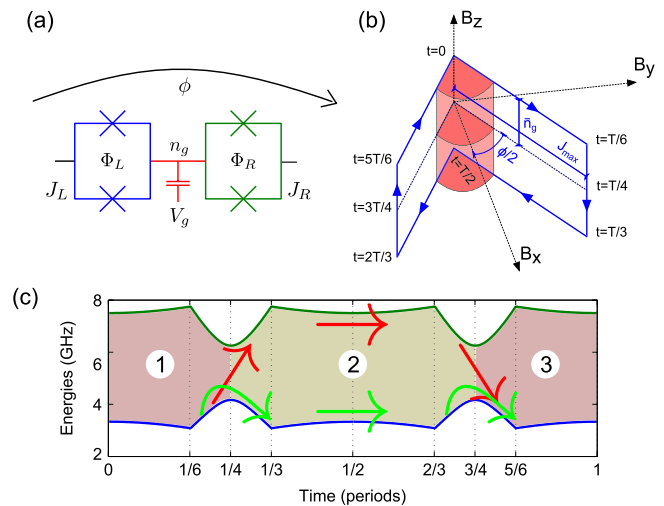 (a)
ϕ
n_g
Φ_L
Φ_R
J_L
J_R
V_g
(b)
B_z
t=0
B_y
ñ_g
J_max
t=T/6
ϕ/2
t=5T/6
t=T/2
t=T/4
t=3T/4
t=T/3
t=2T/3
B_x
(c)
Energies (GHz)
8
6
4
2
1
2
3
0
1/6
1/4
1/3
1/2
2/3
3/4
5/6
1
Time (periods)